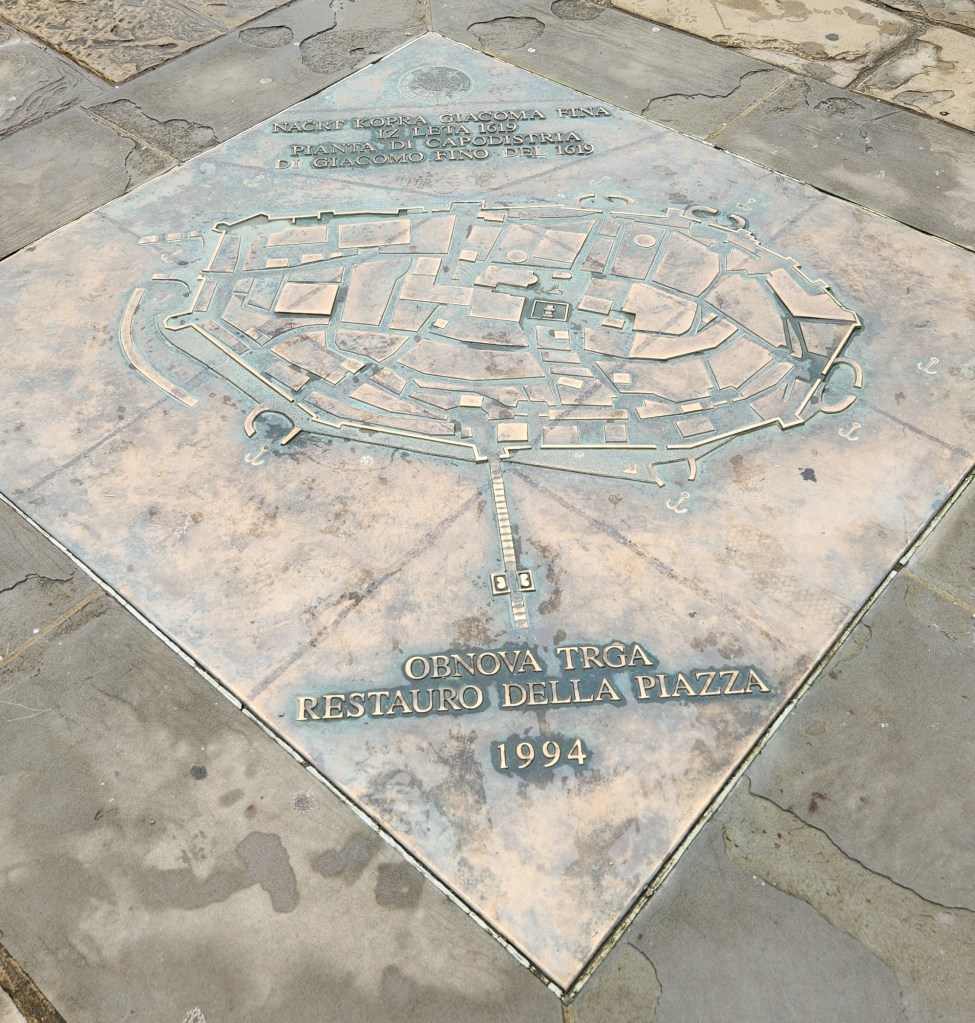 NAČRT KOPRA GIACOMA FINA
IZ LETA 1619
PIANTA DI CAPODISTRIA
DI GIACOMO FINO DEL 1619
OBNOVA TRGA
RESTAURO DELLA PIAZZA
1994